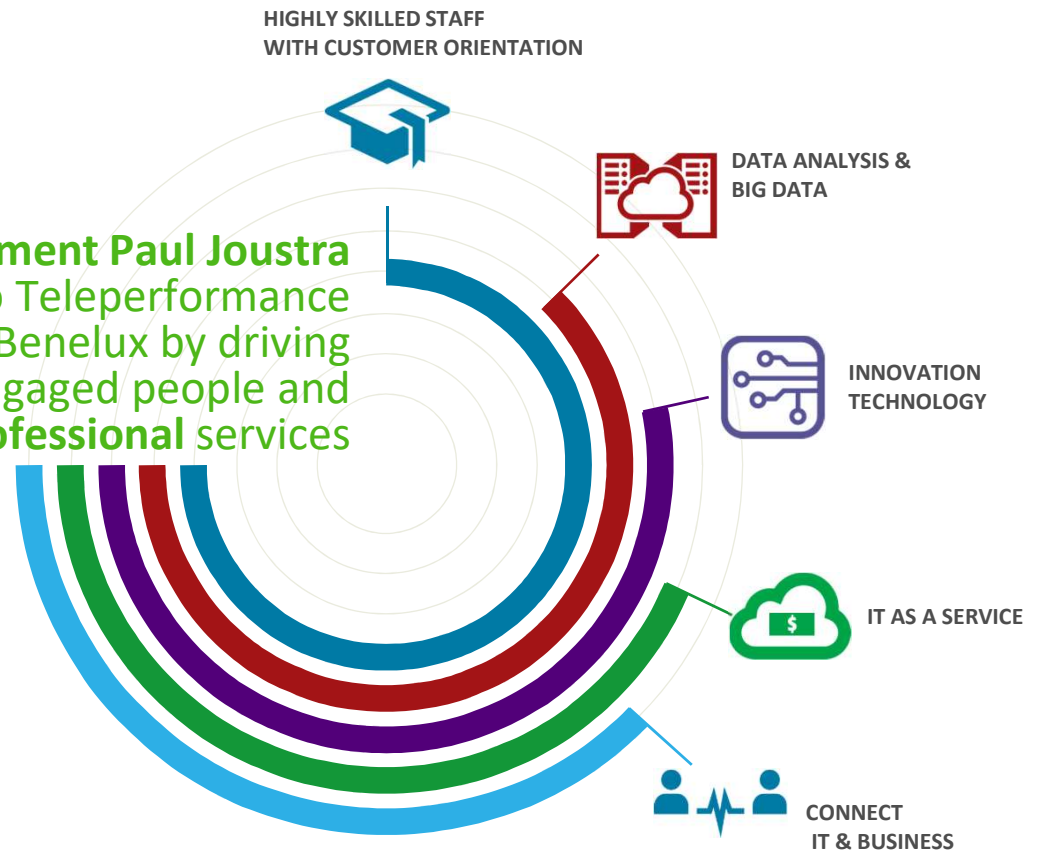 HIGHLY SKILLED STAFF
WITH CUSTOMER ORIENTATION
DATA ANALYSIS &
BIG DATA
ment Paul Joustra
Teleperformance
Benelux by driving
gaged people and
ofessional services
INNOVATION
TECHNOLOGY
$
IT AS A SERVICE
CONNECT
IT & BUSINESS